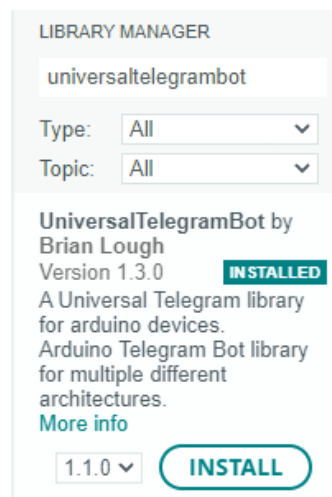 LIBRARY MANAGER
universaltelegrambot
Type: All
Topic: All
UniversalTelegramBot by
Brian Lough
Version 1.3.0 INSTALLED
A Universal Telegram library
for arduino devices.
Arduino Telegram Bot library
for multiple different
architectures.
More info
1.1.0 INSTALL